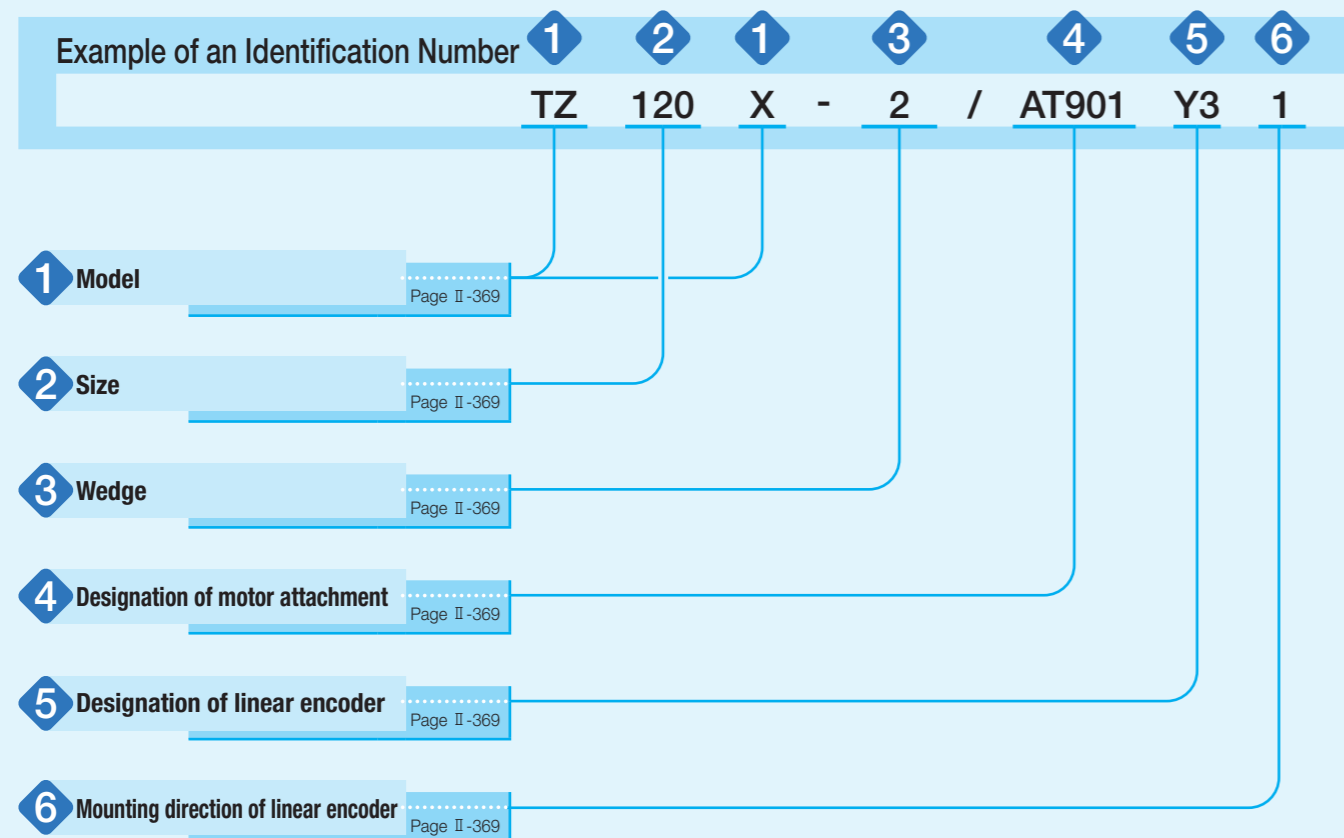 Example of an Identification Number
1 2 1 3 4 5 6
TZ 120 X - 2 / AT901 Y3 1
1 Model
Page Ⅱ-369
2 Size
Page Ⅱ-369
3 Wedge
Page Ⅱ-369
4 Designation of motor attachment
Page Ⅱ-369
5 Designation of linear encoder
Page Ⅱ-369
6 Mounting direction of linear encoder
Page Ⅱ-369